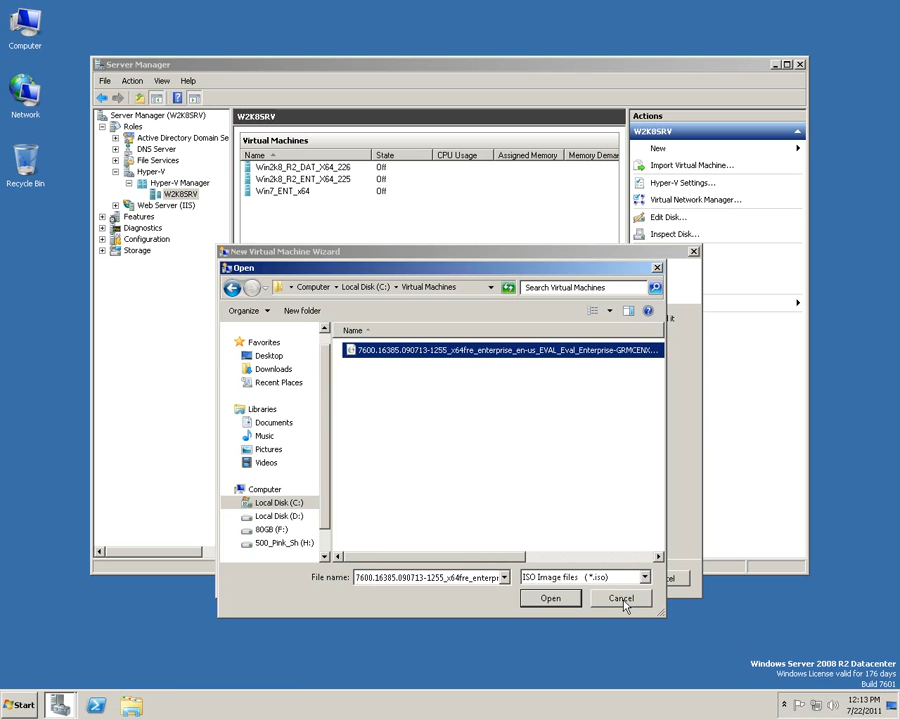 Computer
Network
Recycle Bin
Server Manager
File Action View Help
Server Manager (W2K8SRV)
Roles
Active Directory Domain Se
DNS Server
File Services
Hyper-V
Hyper-V Manager
W2K8SRV
Web Server (IIS)
Features
Diagnostics
Configuration
Storage
W2K8SRV
Virtual Machines
Name State CPU Usage Assigned Memory Memory Deman
Win2k8_R2_DAT_X64_226 Off
Win2k8_R2_ENT_X64_225 Off
Win7_ENT_x64 Off
Actions
W2K8SRV
New
Import Virtual Machine...
Hyper-V Settings...
Virtual Network Manager...
Edit Disk...
Inspect Disk...
New Virtual Machine Wizard
Open
Computer Local Disk (C:) Virtual Machines
Search Virtual Machines
Organize New folder
Favorites
Desktop
Downloads
Recent Places
Libraries
Documents
Music
Pictures
Videos
Computer
Local Disk (C:)
Local Disk (D:)
80GB (F:)
500_Pink_Sh (H:)
Name
7600.16385.090713-1255_x64fre_enterprise_en-us_EVAL_Eval_Enterprise-GRMCENX...
File name: 7600.16385.090713-1255_x64fre_enterpr
ISO Image files (*.iso)
Open Cancel
it
cel
Windows Server 2008 R2 Datacenter
Windows License valid for 176 days
Build 7601
Start
12:13 PM
7/22/2011